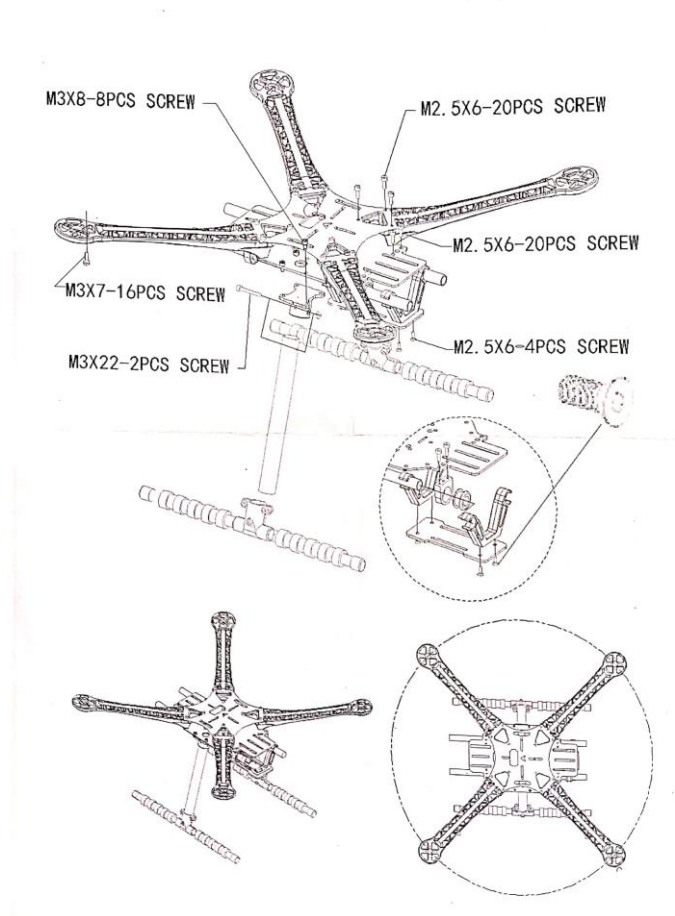 M3X8-8PCS SCREW
M2.5X6-20PCS SCREW
M2.5X6-20PCS SCREW
M3X7-16PCS SCREW
M2.5X6-4PCS SCREW
M3X22-2PCS SCREW